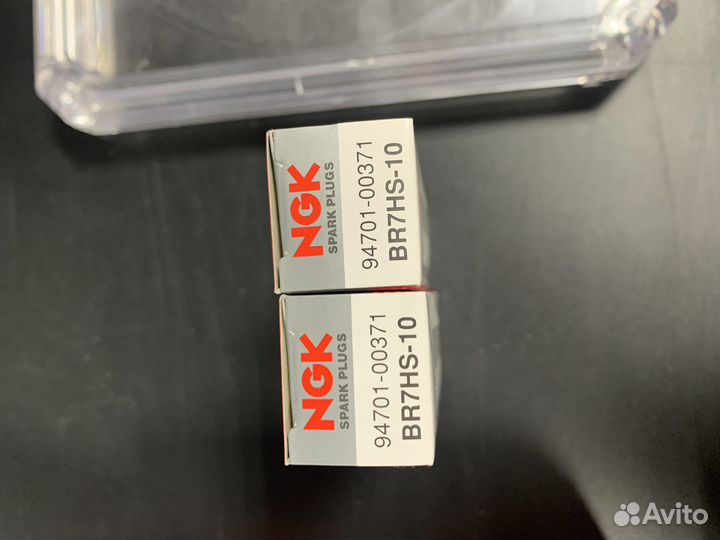 NGK
SPARK PLUGS
94701-00371
BR7HS-10
NGK
SPARK PLUGS
94701-00371
BR7HS-10
Avito